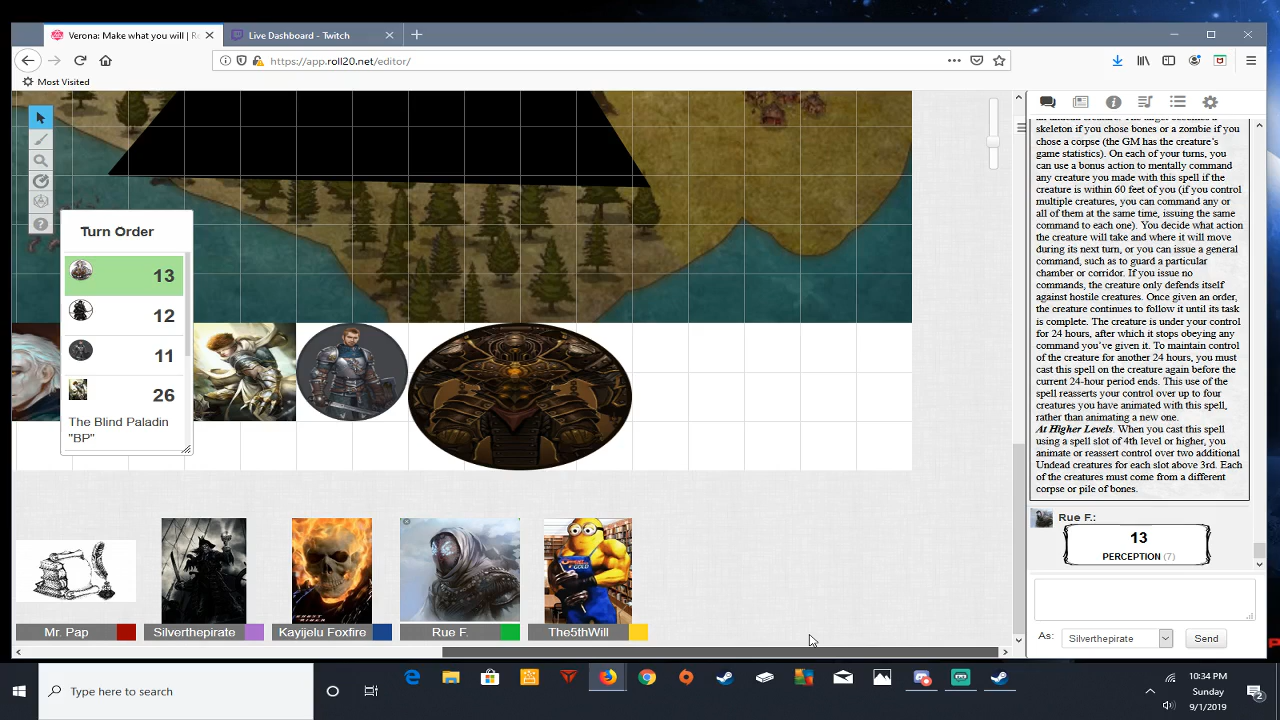 Verona: Make what you will | R
Live Dashboard - Twitch
https://app.roll20.net/editor/
Most Visited
Turn Order
13
12
11
26
The Blind Paladin
"BP"
skeleton if you chose bones or a zombie if you
chose a corpse (the GM has the creature's
game statistics). On each of your turns, you
can use a bonus action to mentally command
any creature you made with this spell if the
creature is within 60 feet of you (if you control
multiple creatures, you can command any or
all of them at the same time, issuing the same
command to each one). You decide what action
the creature will take and where it will move
during its next turn, or you can issue a general
command, such as to guard a particular
chamber or corridor. If you issue no
commands, the creature only defends itself
against hostile creatures. Once given an order,
the creature continues to follow it until its task
is complete. The creature is under your control
for 24 hours, after which it stops obeying any
command you've given it. To maintain control
of the creature for another 24 hours, you must
cast this spell on the creature again before the
current 24-hour period ends. This use of the
spell reasserts your control over up to four
creatures you have animated with this spell,
rather than animating a new one.
At Higher Levels. When you cast this spell
using a spell slot of 4th level or higher, you
animate or reassert control over two additional
Undead creatures for each slot above 3rd. Each
of the creatures must come from a different
corpse or pile of bones.
Rue F.:
13
PERCEPTION (7)
As:
Silverthepirate
Send
Mr. Pap
Silverthepirate
Kayijelu Foxfire
Rue F.
The5thWill
Type here to search
10:34 PM
Sunday
9/1/2019
2